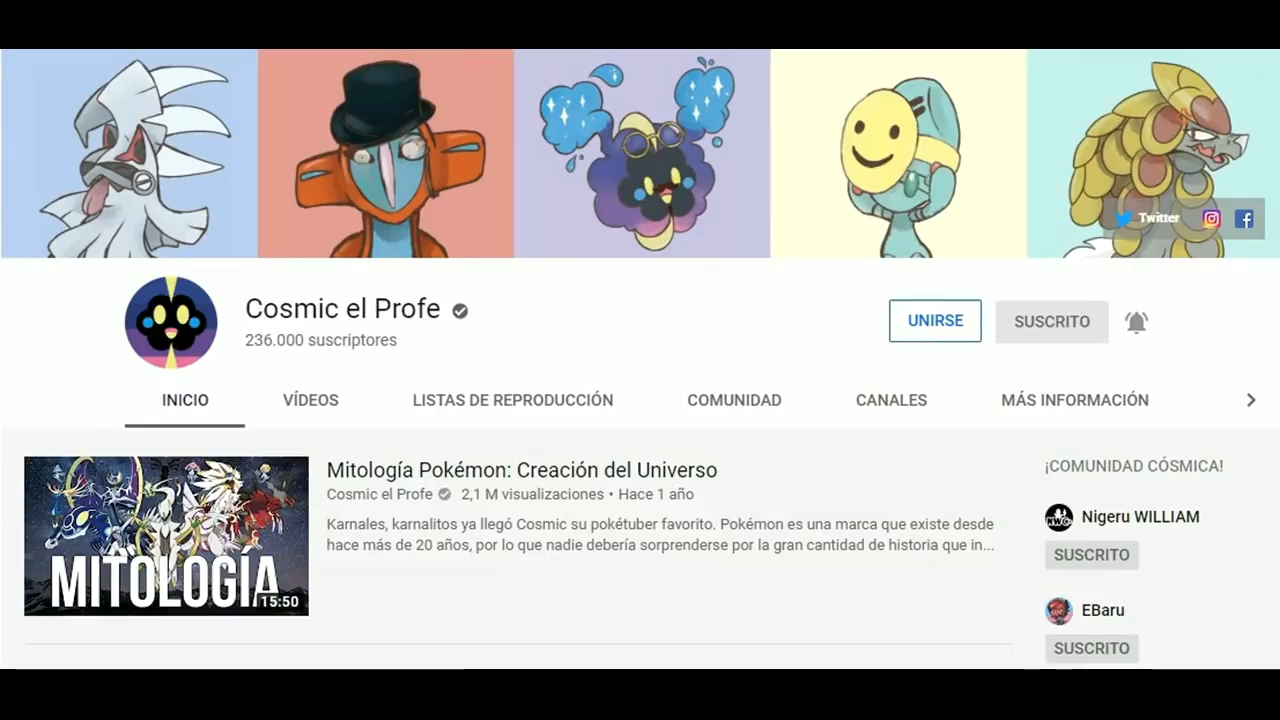 Twitter
Cosmic el Profe
236.000 suscriptores
UNIRSE
SUSCRITO
INICIO
VÍDEOS
LISTAS DE REPRODUCCIÓN
COMUNIDAD
CANALES
MÁS INFORMACIÓN
MITOLOGÍA
15:50
Mitología Pokémon: Creación del Universo
Cosmic el Profe 2,1 M visualizaciones • Hace 1 año
Karnales, karnalitos ya llegó Cosmic su pokétuber favorito. Pokémon es una marca que existe desde
hace más de 20 años, por lo que nadie debería sorprenderse por la gran cantidad de historia que in...
¡COMUNIDAD CÓSMICA!
Nigeru WILLIAM
SUSCRITO
EBaru
SUSCRITO